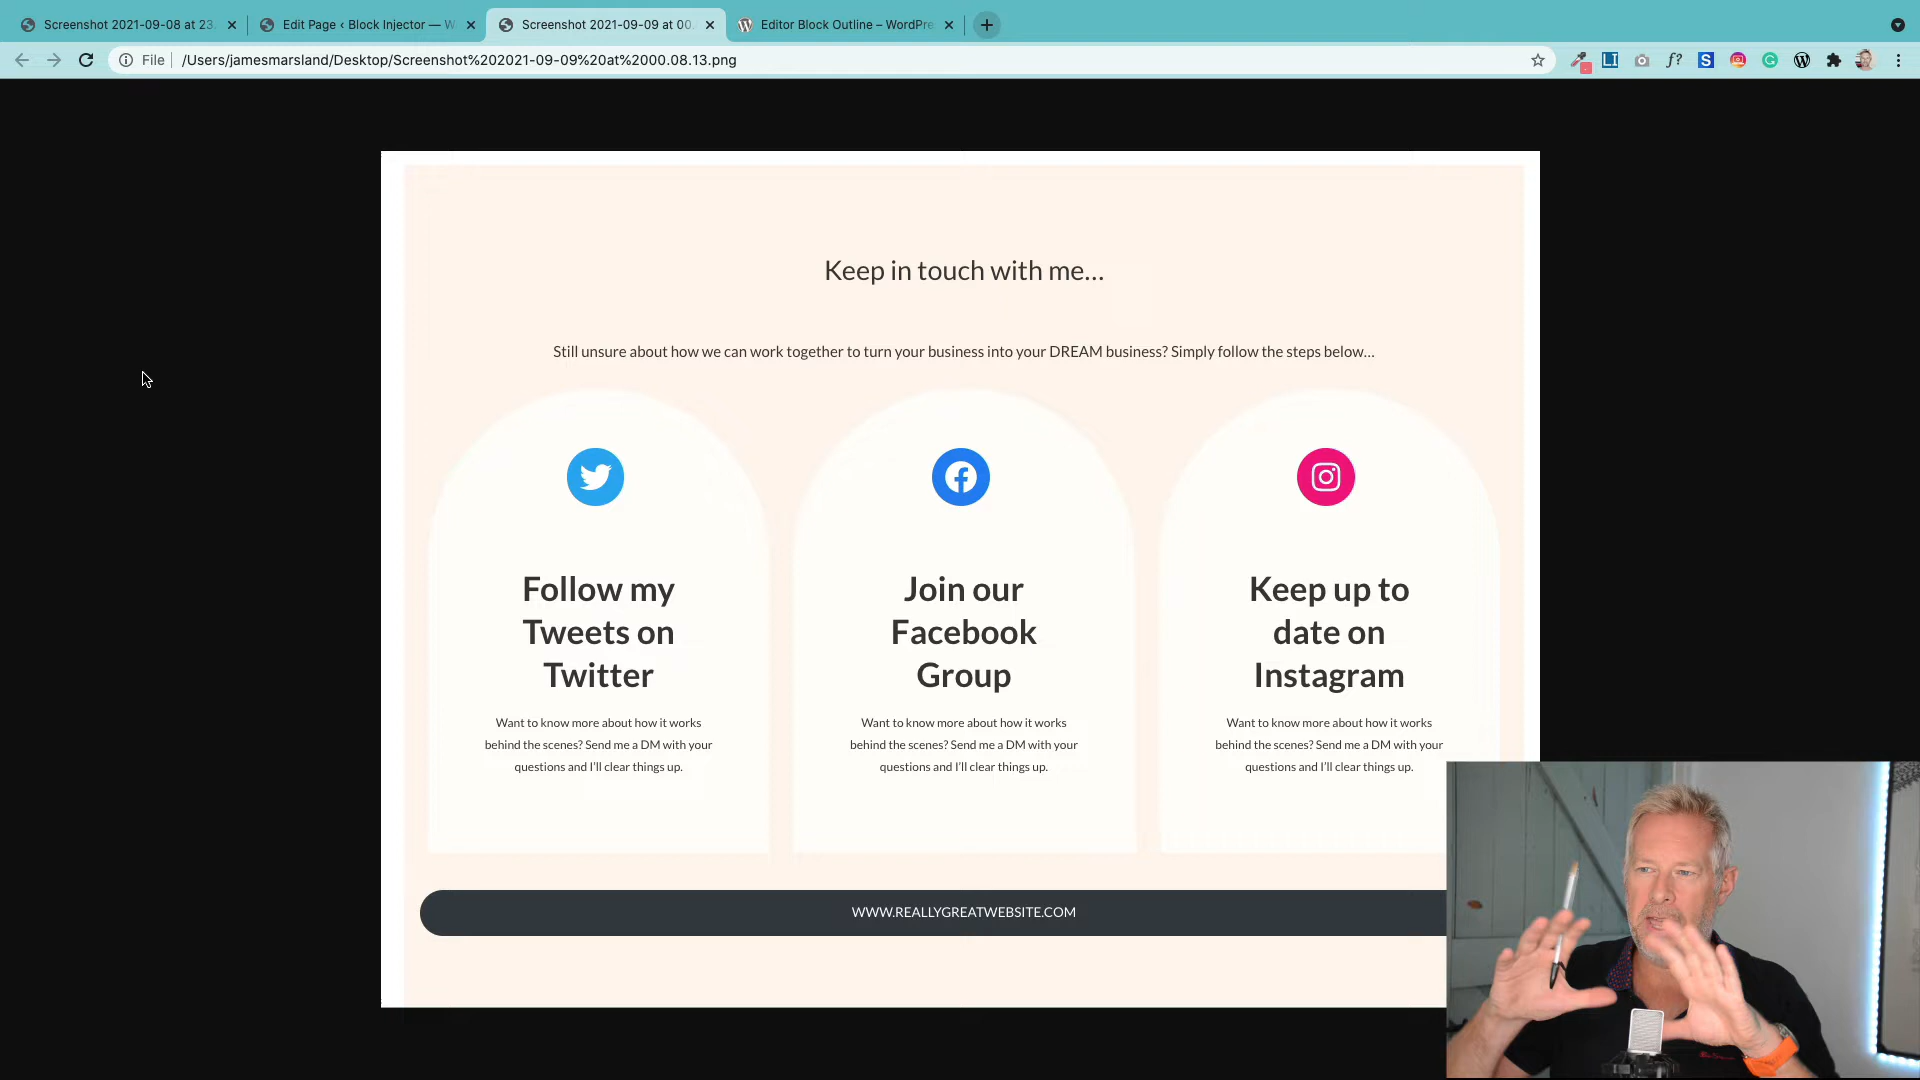 Screenshot 2021-09-08 at 23.
Edit Page ‹ Block Injector — W
Screenshot 2021-09-09 at 00.
Editor Block Outline – WordPre
File
/Users/jamesmarsland/Desktop/Screenshot%202021-09-09%20at%2000.08.13.png
f?
S
Keep in touch with me...
Still unsure about how we can work together to turn your business into your DREAM business? Simply follow the steps below...
Follow my
Tweets on
Twitter
Want to know more about how it works
behind the scenes? Send me a DM with your
questions and I'll clear things up.
Join our
Facebook
Group
Want to know more about how it works
behind the scenes? Send me a DM with your
questions and I'll clear things up.
Keep up to
date on
Instagram
Want to know more about how it works
behind the scenes? Send me a DM with your
questions and I'll clear things up.
WWW.REALLYGREATWEBSITE.COM